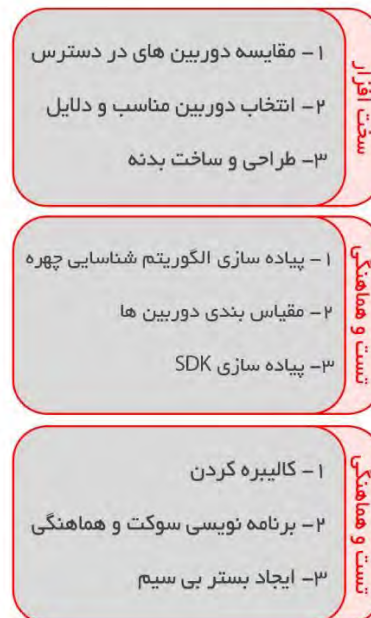 سخت افزار
۱- مقایسه دوربین های در دسترس
۲- انتخاب دوربین مناسب و دلایل
۳- طراحی و ساخت بدنه
تست و هماهنگی
۱- پیاده سازی الگوریتم شناسایی چهره
۲- مقیاس بندی دوربین ها
۳- پیاده سازی SDK
تست و هماهنگی
۱- کالیبره کردن
۲- برنامه نویسی سوکت و هماهنگی
۳- ایجاد بستر بی سیم